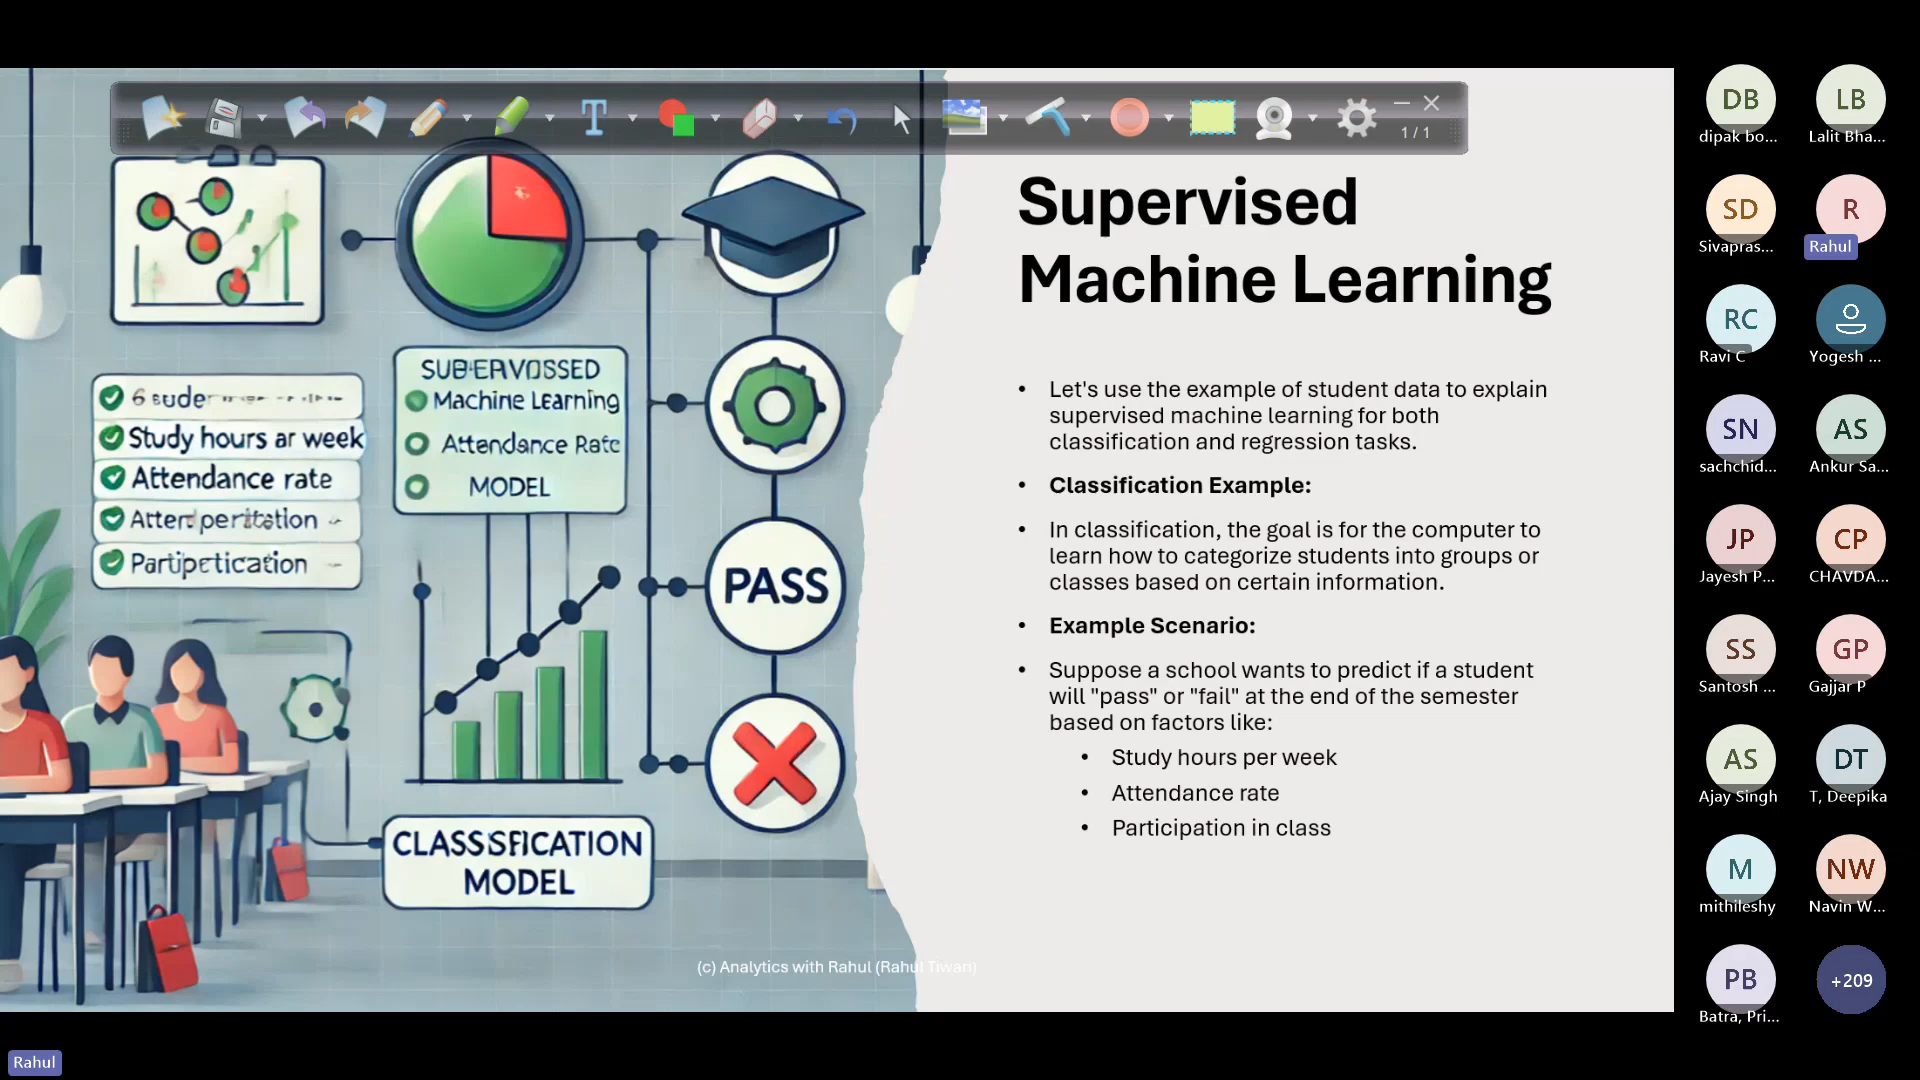 1 / 1
SUB·ERVOSSED
Machine Learning
Attendance Rate
MODEL
Study hours ar week
Attendance rate
Partipctication
PASS
CLASSSFICATION
MODEL
Supervised
Machine Learning
• Let's use the example of student data to explain
supervised machine learning for both
classification and regression tasks.
• Classification Example:
• In classification, the goal is for the computer to
learn how to categorize students into groups or
classes based on certain information.
• Example Scenario:
• Suppose a school wants to predict if a student
will "pass" or "fail" at the end of the semester
based on factors like:
• Study hours per week
• Attendance rate
• Participation in class
(c) Analytics with Rahul (Rahul Tiwari)
DB
dipak bo...
LB
Lalit Bha...
SD
Sivapras...
R
Rahul
RC
Ravi C
Yogesh ...
SN
sachchid...
AS
Ankur Sa...
JP
Jayesh P...
CP
CHAVDA...
SS
Santosh ...
GP
Gajjar P
AS
Ajay Singh
DT
T, Deepika
M
mithileshy
NW
Navin W...
PB
Batra, Pri...
+209
Rahul